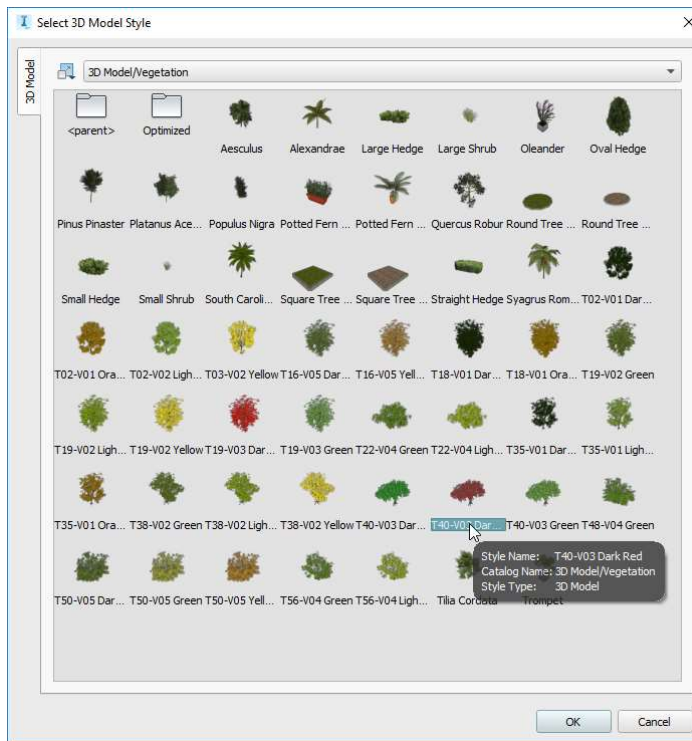 Select 3D Model Style
3D Model
3D Model/Vegetation
<parent> Optimized Aesculus Alexandrae Large Hedge Large Shrub Oleander Oval Hedge
Pinus Pinaster Platanus Ace... Populus Nigra Potted Fern ... Potted Fern ... Quercus Robur Round Tree ... Round Tree ...
Small Hedge Small Shrub South Caroli... Square Tree ... Square Tree ... Straight Hedge Syagrus Rom... T02-V01 Dar...
T02-V01 Ora... T02-V02 Ligh... T03-V02 Yellow T16-V05 Dar... T16-V05 Yell... T18-V01 Dar... T18-V01 Ora... T19-V02 Green
T19-V02 Ligh... T19-V02 Yellow T19-V03 Dar... T19-V03 Green T22-V04 Green T22-V04 Ligh... T35-V01 Dar... T35-V01 Ligh...
T35-V01 Ora... T38-V02 Green T38-V02 Ligh... T38-V02 Yellow T40-V03 Dar... T40-V03 Dar... T40-V03 Green T48-V04 Green
Style Name: T40-V03 Dark Red
Catalog Name: 3D Model/Vegetation
Style Type: 3D Model
T50-V05 Dar... T50-V05 Green T50-V05 Yell... T56-V04 Green T56-V04 Ligh... Tilia Cordata Trompet
OK Cancel